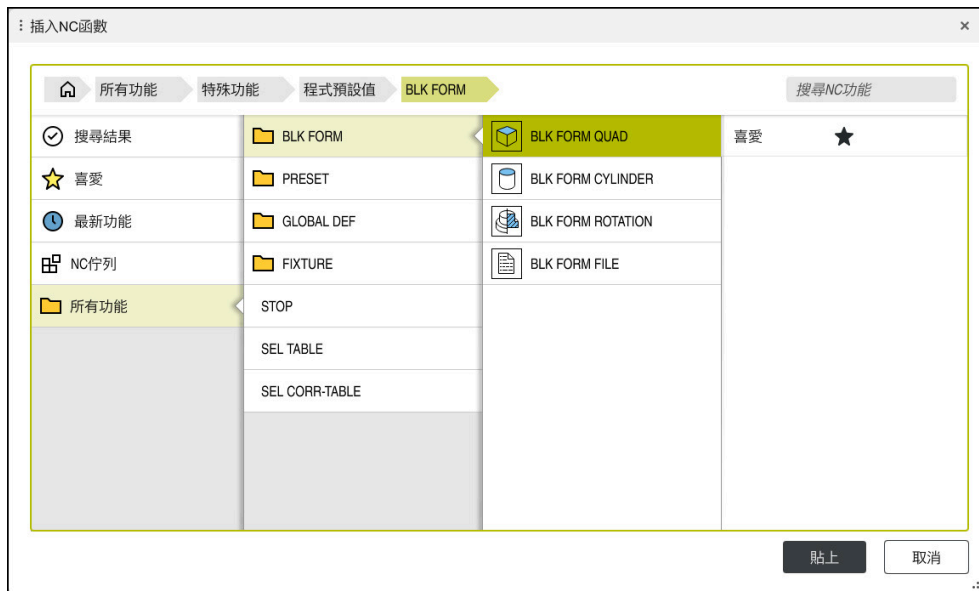 插入NC函數
所有功能 特殊功能 程式預設值 BLK FORM 搜尋NC功能
搜尋結果 BLK FORM BLK FORM QUAD 喜愛
喜愛 PRESET BLK FORM CYLINDER
最新功能 GLOBAL DEF BLK FORM ROTATION
NC佇列 FIXTURE BLK FORM FILE
所有功能 STOP
SEL TABLE
SEL CORR-TABLE
貼上 取消